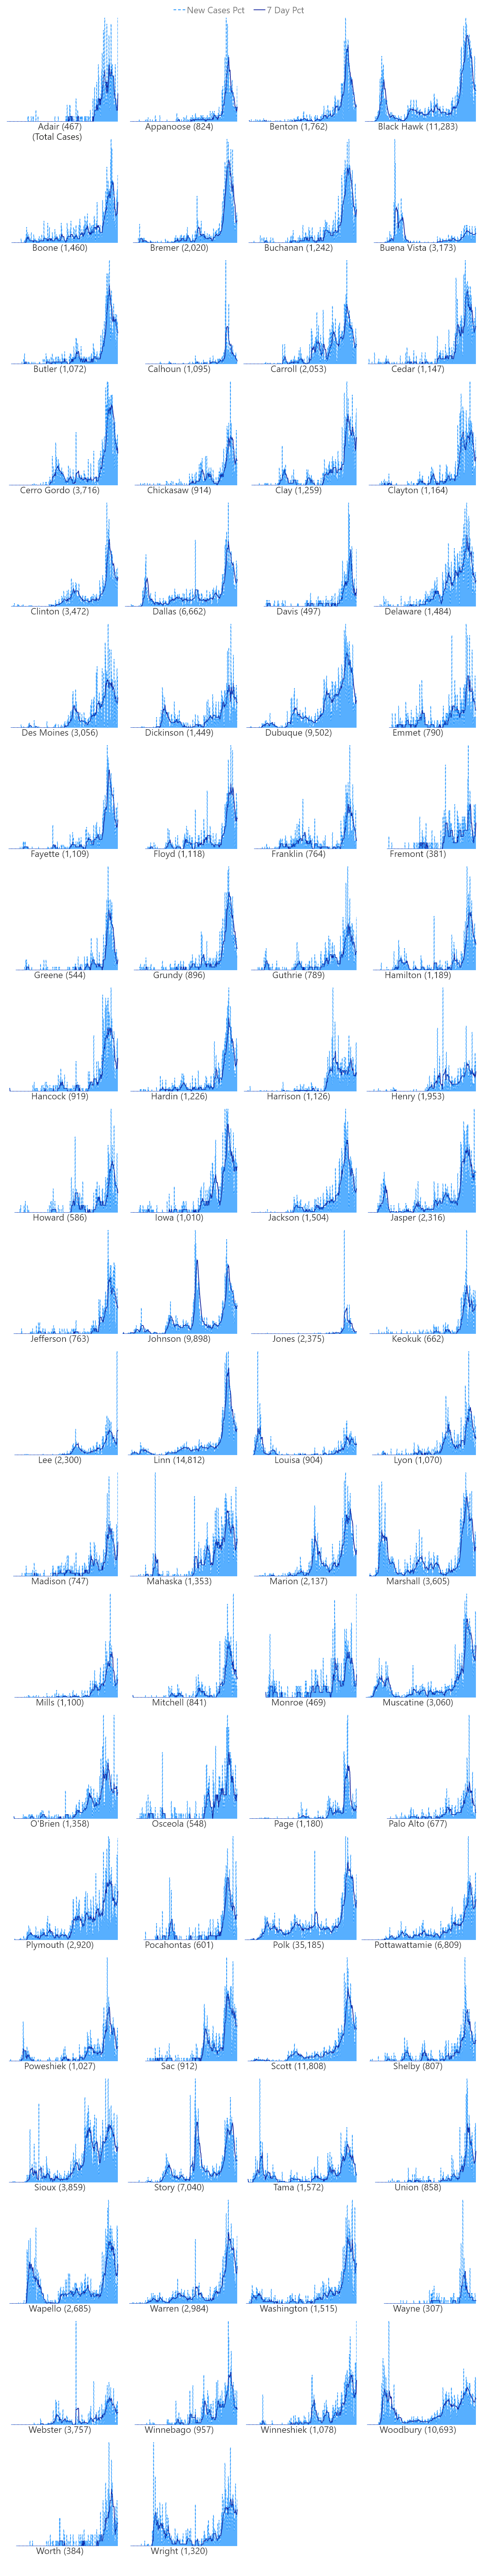 New Cases Pct 7 Day Pct
Adair (467) Appanoose (824) Benton (1,762) Black Hawk (11,283)
(Total Cases)
Boone (1,460) Bremer (2,020) Buchanan (1,242) Buena Vista (3,173)
Butler (1,072) Calhoun (1,095) Carroll (2,053) Cedar (1,147)
Cerro Gordo (3,716) Chickasaw (914) Clay (1,259) Clayton (1,164)
Clinton (3,472) Dallas (6,662) Davis (497) Delaware (1,484)
Des Moines (3,056) Dickinson (1,449) Dubuque (9,502) Emmet (790)
Fayette (1,109) Floyd (1,118) Franklin (764) Fremont (381)
Greene (544) Grundy (896) Guthrie (789) Hamilton (1,189)
Hancock (919) Hardin (1,226) Harrison (1,126) Henry (1,953)
Howard (586) Iowa (1,010) Jackson (1,504) Jasper (2,316)
Jefferson (763) Johnson (9,898) Jones (2,375) Keokuk (662)
Lee (2,300) Linn (14,812) Louisa (904) Lyon (1,070)
Madison (747) Mahaska (1,353) Marion (2,137) Marshall (3,605)
Mills (1,100) Mitchell (841) Monroe (469) Muscatine (3,060)
O'Brien (1,358) Osceola (548) Page (1,180) Palo Alto (677)
Plymouth (2,920) Pocahontas (601) Polk (35,185) Pottawattamie (6,809)
Poweshiek (1,027) Sac (912) Scott (11,808) Shelby (807)
Sioux (3,859) Story (7,040) Tama (1,572) Union (858)
Wapello (2,685) Warren (2,984) Washington (1,515) Wayne (307)
Webster (3,757) Winnebago (957) Winneshiek (1,078) Woodbury (10,693)
Worth (384) Wright (1,320)